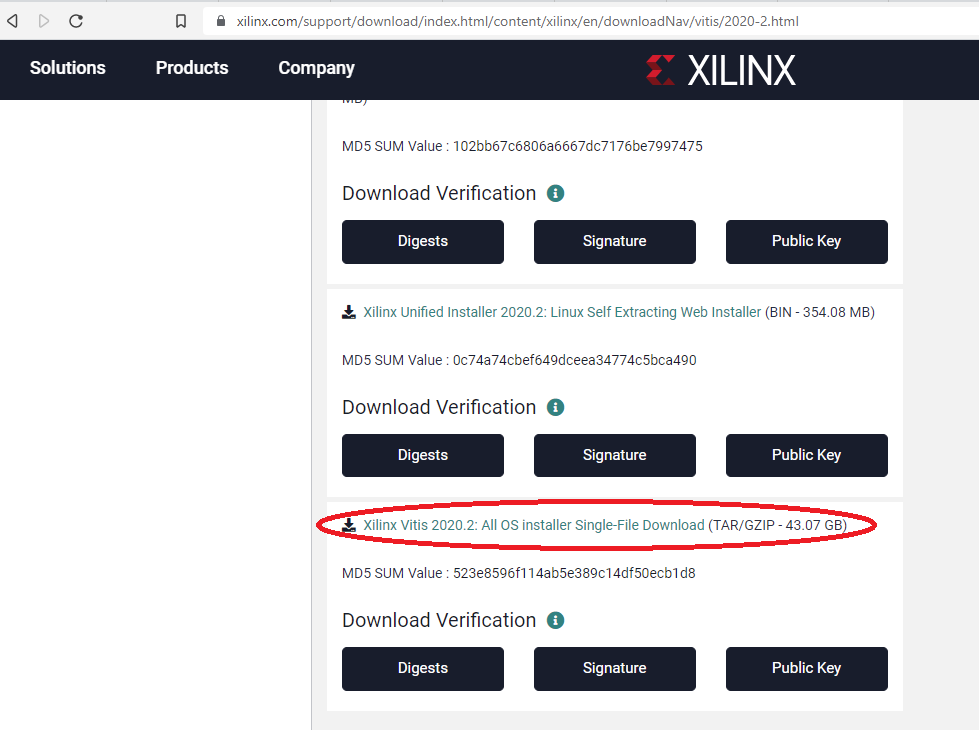 xilinx.com/support/download/index.html/content/xilinx/en/downloadNav/vitis/2020-2.html
Solutions Products Company XILINX
MB)
MD5 SUM Value : 102bb67c6806a6667dc7176be7997475
Download Verification
Digests Signature Public Key
Xilinx Unified Installer 2020.2: Linux Self Extracting Web Installer (BIN - 354.08 MB)
MD5 SUM Value : 0c74a74cbef649dceea34774c5bca490
Download Verification
Digests Signature Public Key
Xilinx Vitis 2020.2: All OS installer Single-File Download (TAR/GZIP - 43.07 GB)
MD5 SUM Value : 523e8596f114ab5e389c14df50ecb1d8
Download Verification
Digests Signature Public Key